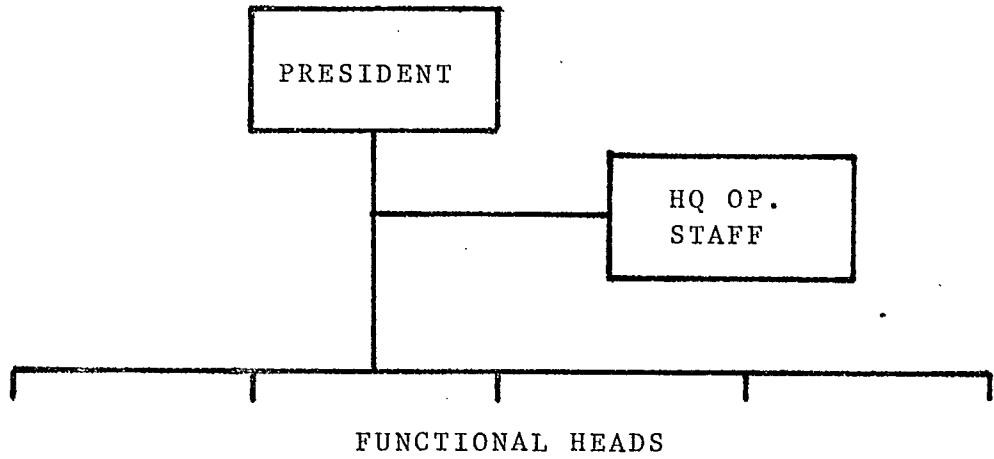 PRESIDENT
HQ OP.
STAFF
FUNCTIONAL HEADS